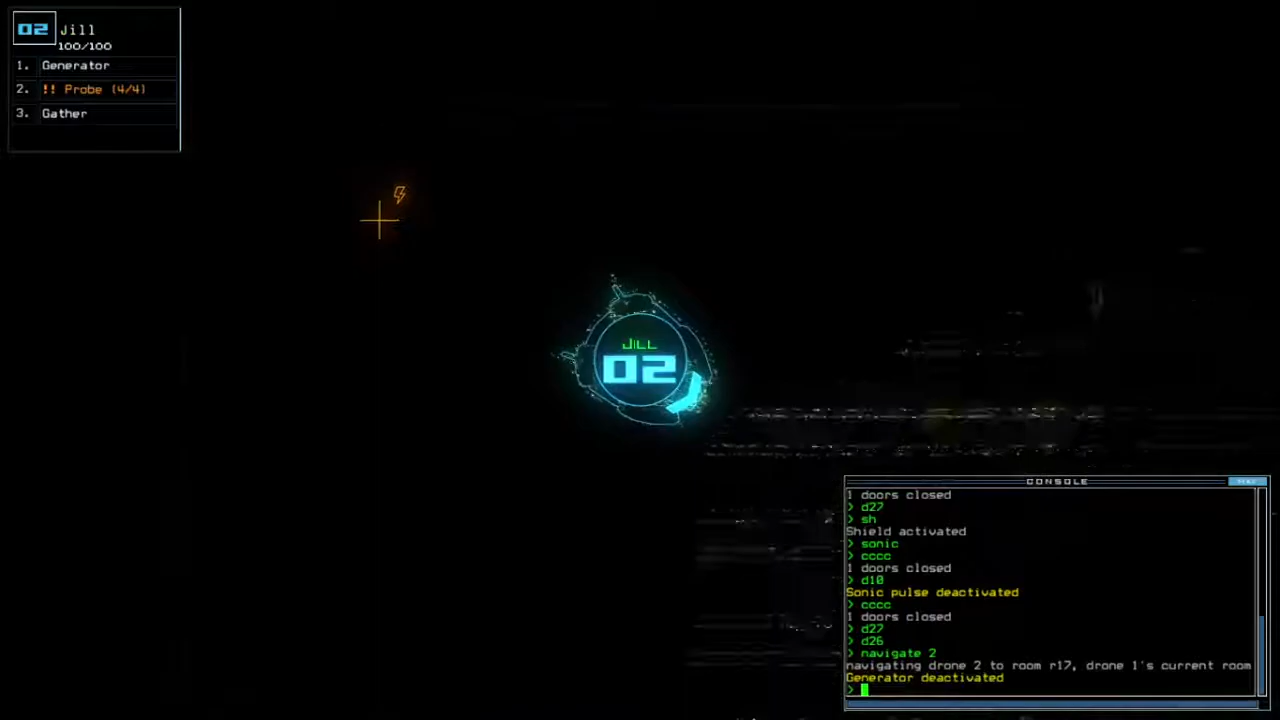 02 Jill
100/100
1. Generator
2. !! Probe (4/4)
3. Gather
JILL
02
CONSOLE
1 doors closed
> d27
> sh
Shield activated
> sonic
> cccc
1 doors closed
> d10
Sonic pulse deactivated
> cccc
1 doors closed
> d27
> d26
> navigate 2
navigating drone 2 to room r17, drone 1's current room
Generator deactivated
>